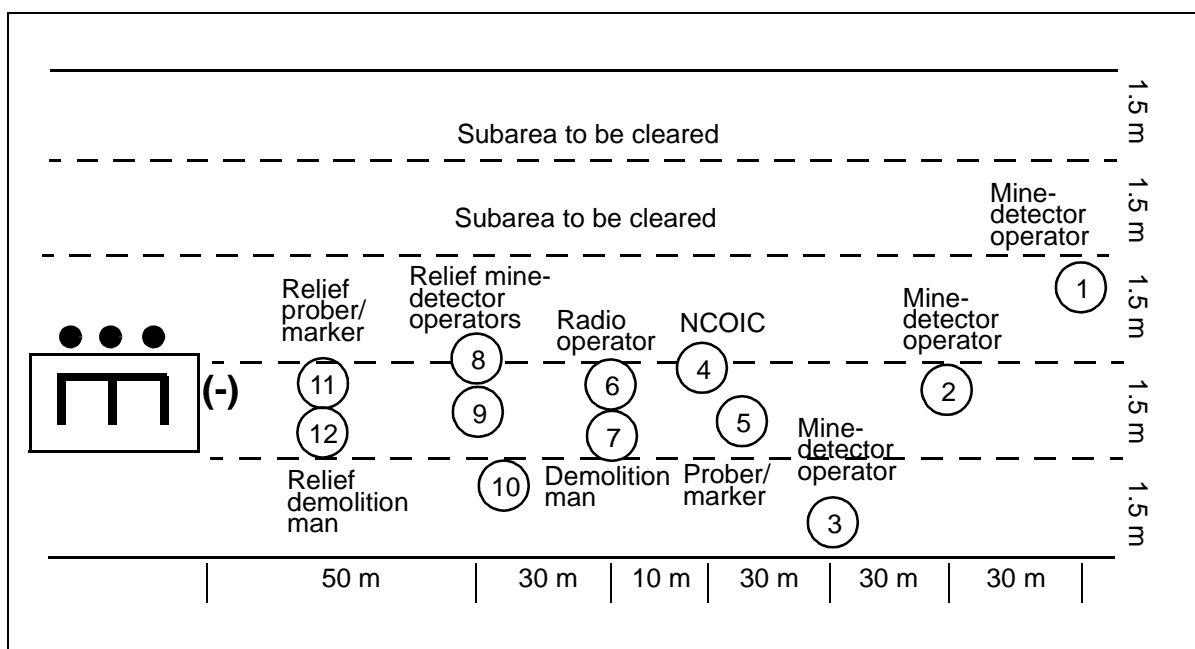 1.5 m
Subarea to be cleared
Mine-
detector
operator
1.5 m
Subarea to be cleared
1
1.5 m
Relief
prober/
marker
Relief mine-
detector
operators
Radio
operator
NCOIC
Mine-
detector
operator
8
4
2
(-)
11
6
1.5 m
9
5
12
7
Mine-
detector
operator
Relief
demolition
man
10
Demolition
man
Prober/
marker
3
1.5 m
50 m 30 m 10 m 30 m 30 m 30 m